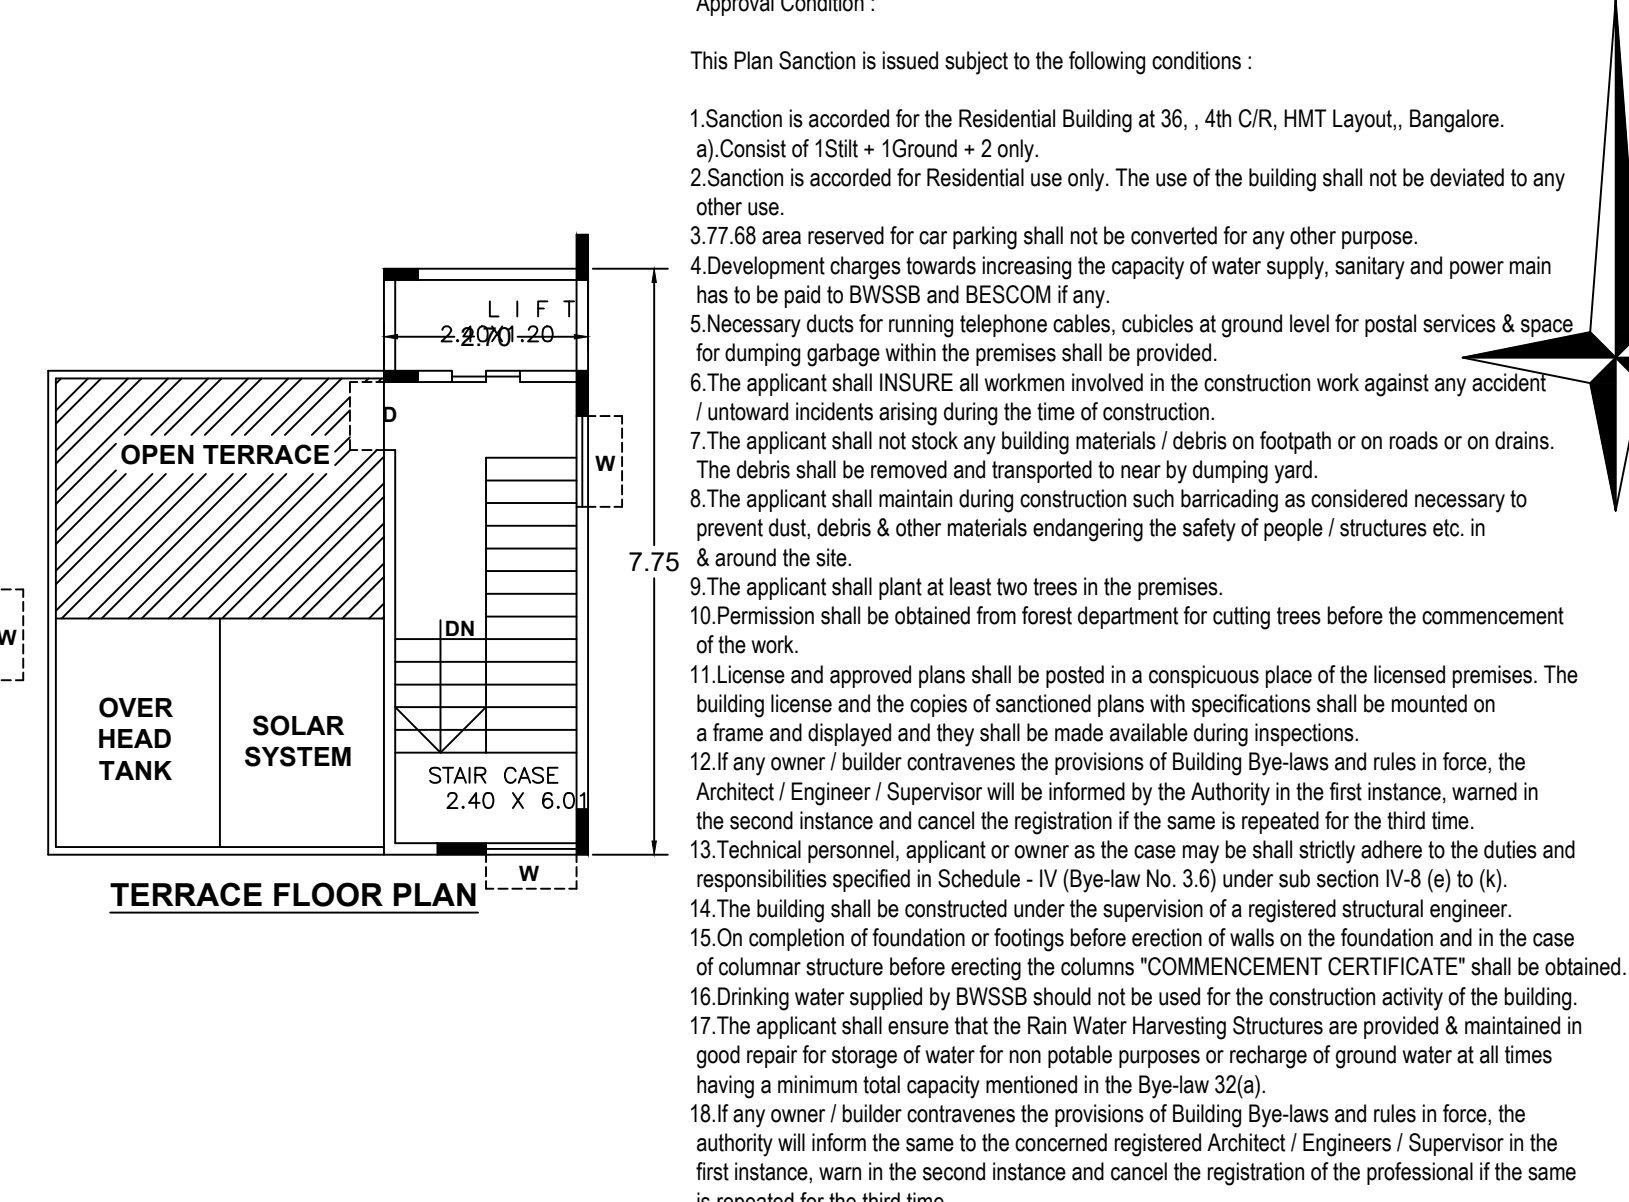 Approval Condition :
This Plan Sanction is issued subject to the following conditions :
1.Sanction is accorded for the Residential Building at 36, , 4th C/R, HMT Layout,, Bangalore.
a).Consist of 1Stilt + 1Ground + 2 only.
2.Sanction is accorded for Residential use only. The use of the building shall not be deviated to any
other use.
3.77.68 area reserved for car parking shall not be converted for any other purpose.
4.Development charges towards increasing the capacity of water supply, sanitary and power main
has to be paid to BWSSB and BESCOM if any.
5.Necessary ducts for running telephone cables, cubicles at ground level for postal services & space
for dumping garbage within the premises shall be provided.
6.The applicant shall INSURE all workmen involved in the construction work against any accident
/ untoward incidents arising during the time of construction.
7.The applicant shall not stock any building materials / debris on footpath or on roads or on drains.
The debris shall be removed and transported to near by dumping yard.
8.The applicant shall maintain during construction such barricading as considered necessary to
prevent dust, debris & other materials endangering the safety of people / structures etc. in
& around the site.
9.The applicant shall plant at least two trees in the premises.
10.Permission shall be obtained from forest department for cutting trees before the commencement
of the work.
11.License and approved plans shall be posted in a conspicuous place of the licensed premises. The
building license and the copies of sanctioned plans with specifications shall be mounted on
a frame and displayed and they shall be made available during inspections.
12.If any owner / builder contravenes the provisions of Building Bye-laws and rules in force, the
Architect / Engineer / Supervisor will be informed by the Authority in the first instance, warned in
the second instance and cancel the registration if the same is repeated for the third time.
13.Technical personnel, applicant or owner as the case may be shall strictly adhere to the duties and
responsibilities specified in Schedule - IV (Bye-law No. 3.6) under sub section IV-8 (e) to (k).
14.The building shall be constructed under the supervision of a registered structural engineer.
15.On completion of foundation or footings before erection of walls on the foundation and in the case
of columnar structure before erecting the columns "COMMENCEMENT CERTIFICATE" shall be obtained.
16.Drinking water supplied by BWSSB should not be used for the construction activity of the building.
17.The applicant shall ensure that the Rain Water Harvesting Structures are provided & maintained in
good repair for storage of water for non potable purposes or recharge of ground water at all times
having a minimum total capacity mentioned in the Bye-law 32(a).
18.If any owner / builder contravenes the provisions of Building Bye-laws and rules in force, the
authority will inform the same to the concerned registered Architect / Engineers / Supervisor in the
first instance, warn in the second instance and cancel the registration of the professional if the same
is repeated for the third time.
LIFT
2.40X1.20
2.70
D
OPEN TERRACE
W
7.75
W
DN
OVER
HEAD
TANK
SOLAR
SYSTEM
STAIR CASE
2.40 X 6.01
W
TERRACE FLOOR PLAN